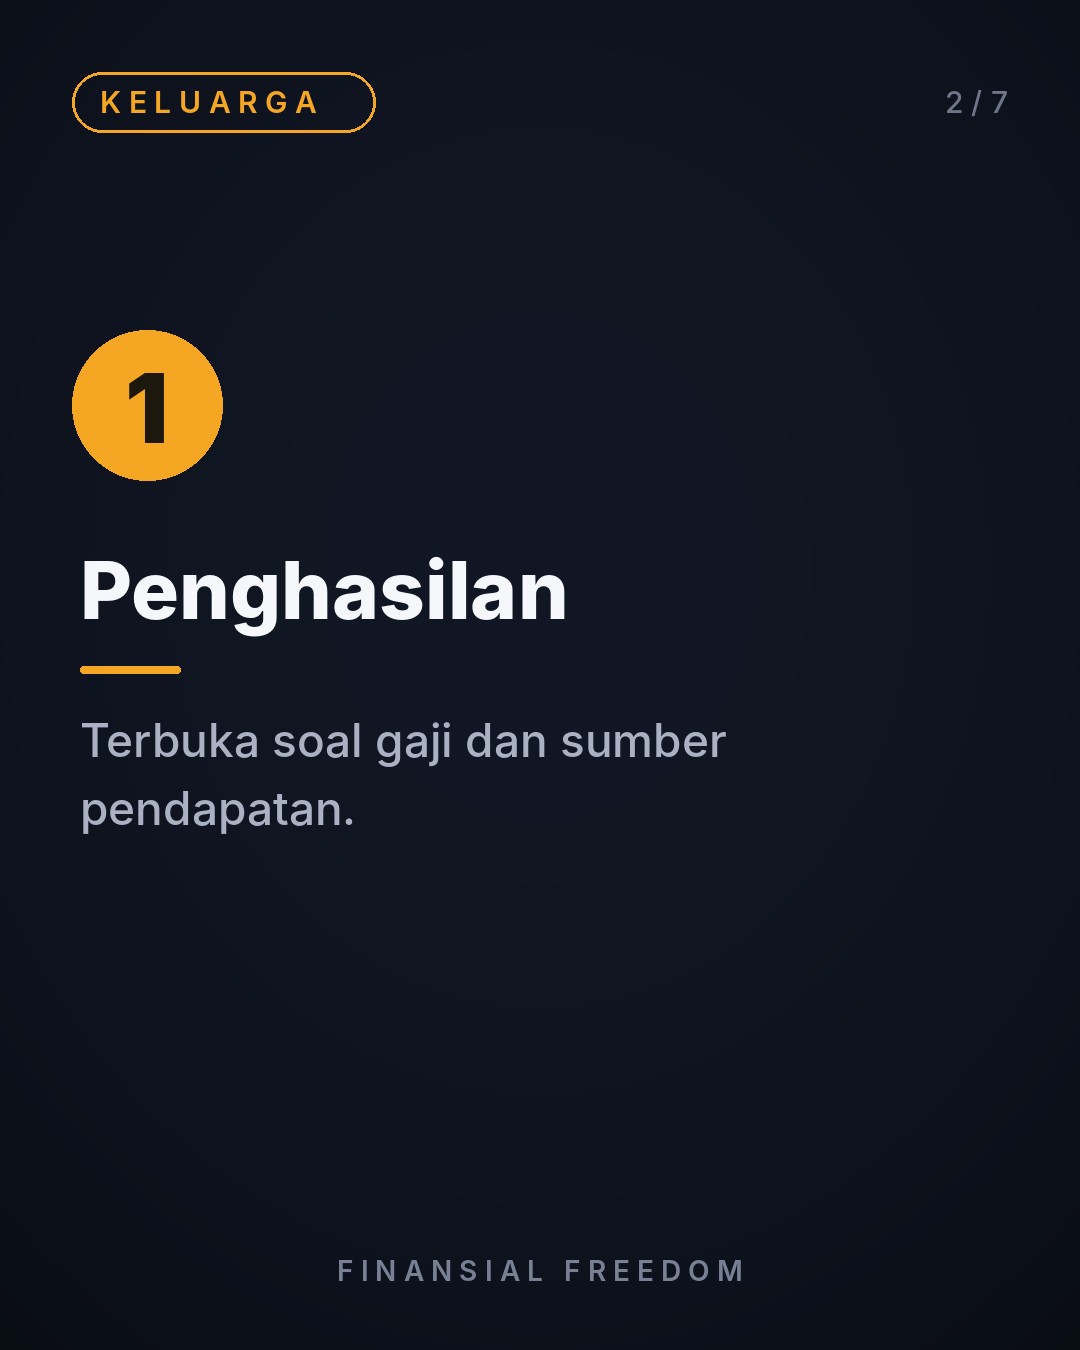 KELUARGA
2/7
1
Penghasilan
Terbuka soal gaji dan sumber
pendapatan.
FINANSIAL FREEDOM